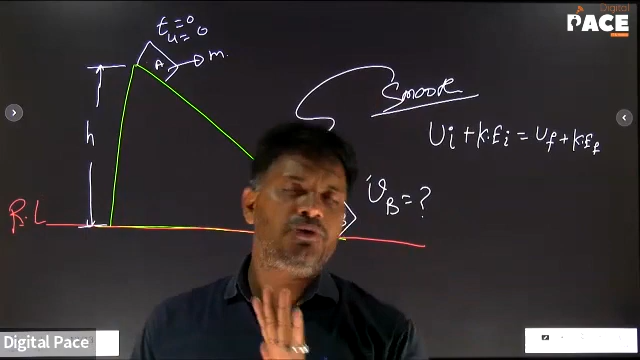 Digital
PACE
t=0
u=0
A
m.
Smooth
h
Ui + K.Ei = Uf + K.Ef
VB = ?
R.L
Digital Pace